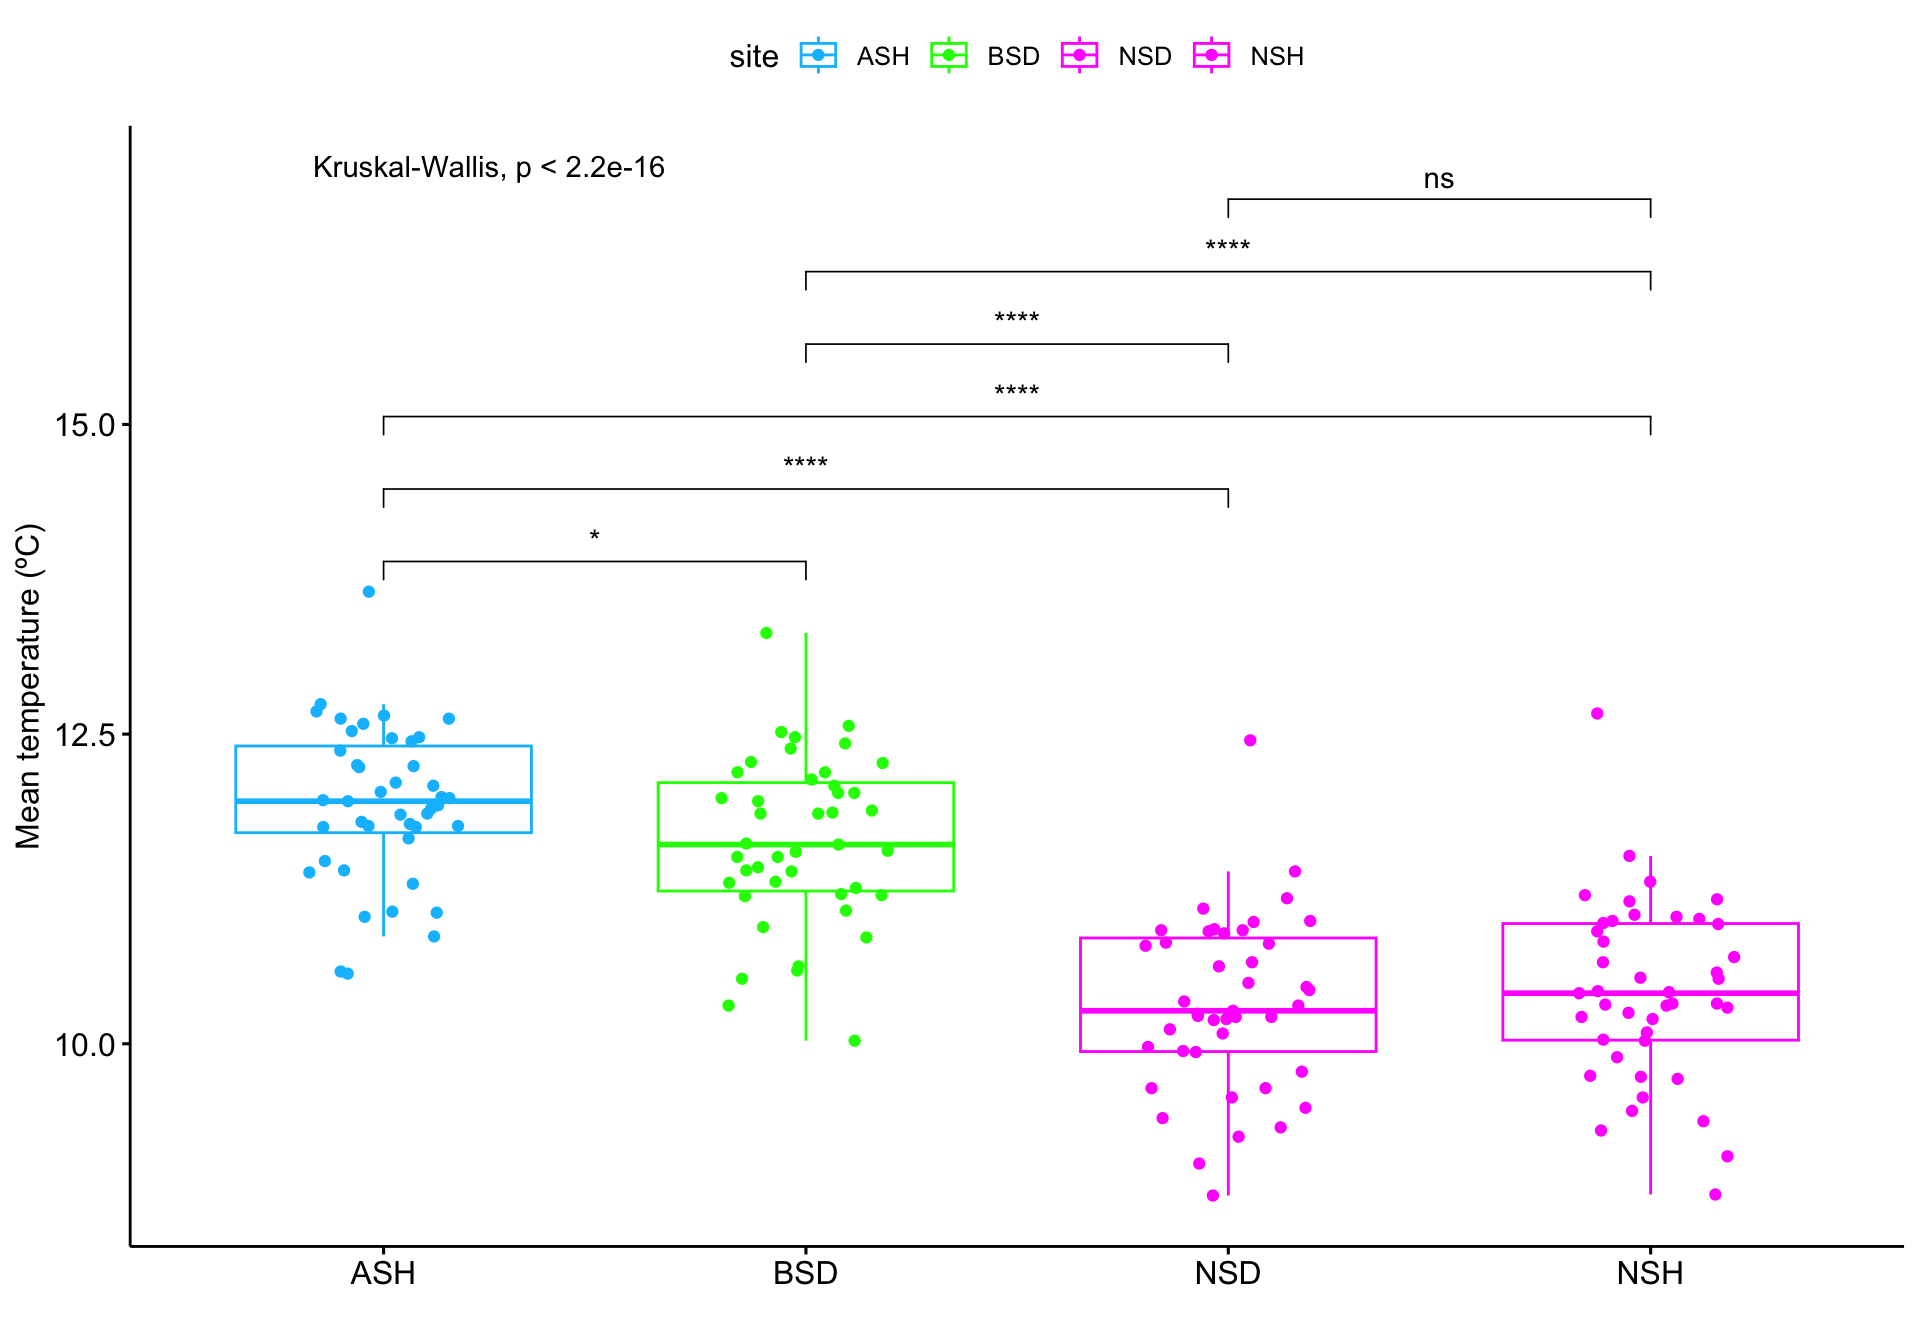 site ASH BSD NSD NSH
Kruskal-Wallis, p < 2.2e-16
ns
****
****
****
****
*
15.0
12.5
10.0
Mean temperature (ºC)
ASH BSD NSD NSH